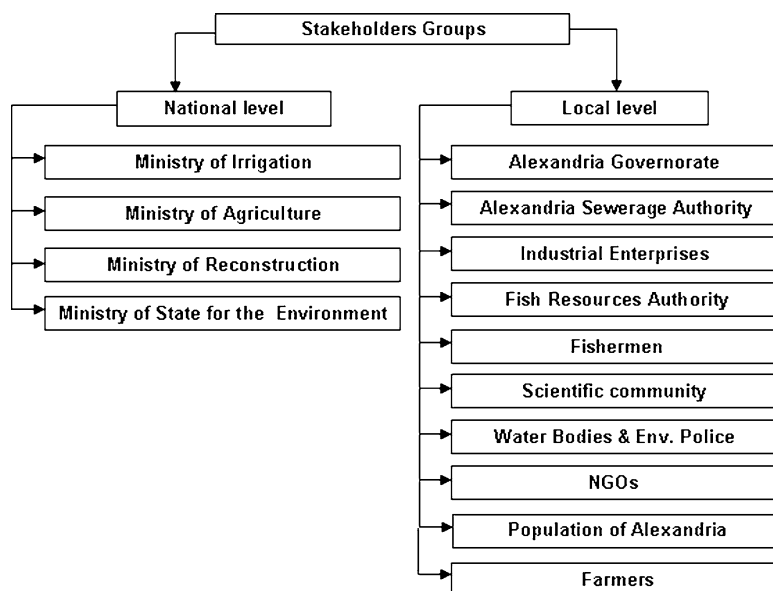 Stakeholders Groups
National level
Ministry of Irrigation
Ministry of Agriculture
Ministry of Reconstruction
Ministry of State for the Environment
Local level
Alexandria Governorate
Alexandria Sewerage Authority
Industrial Enterprises
Fish Resources Authority
Fishermen
Scientific community
Water Bodies & Env. Police
NGOs
Population of Alexandria
Farmers